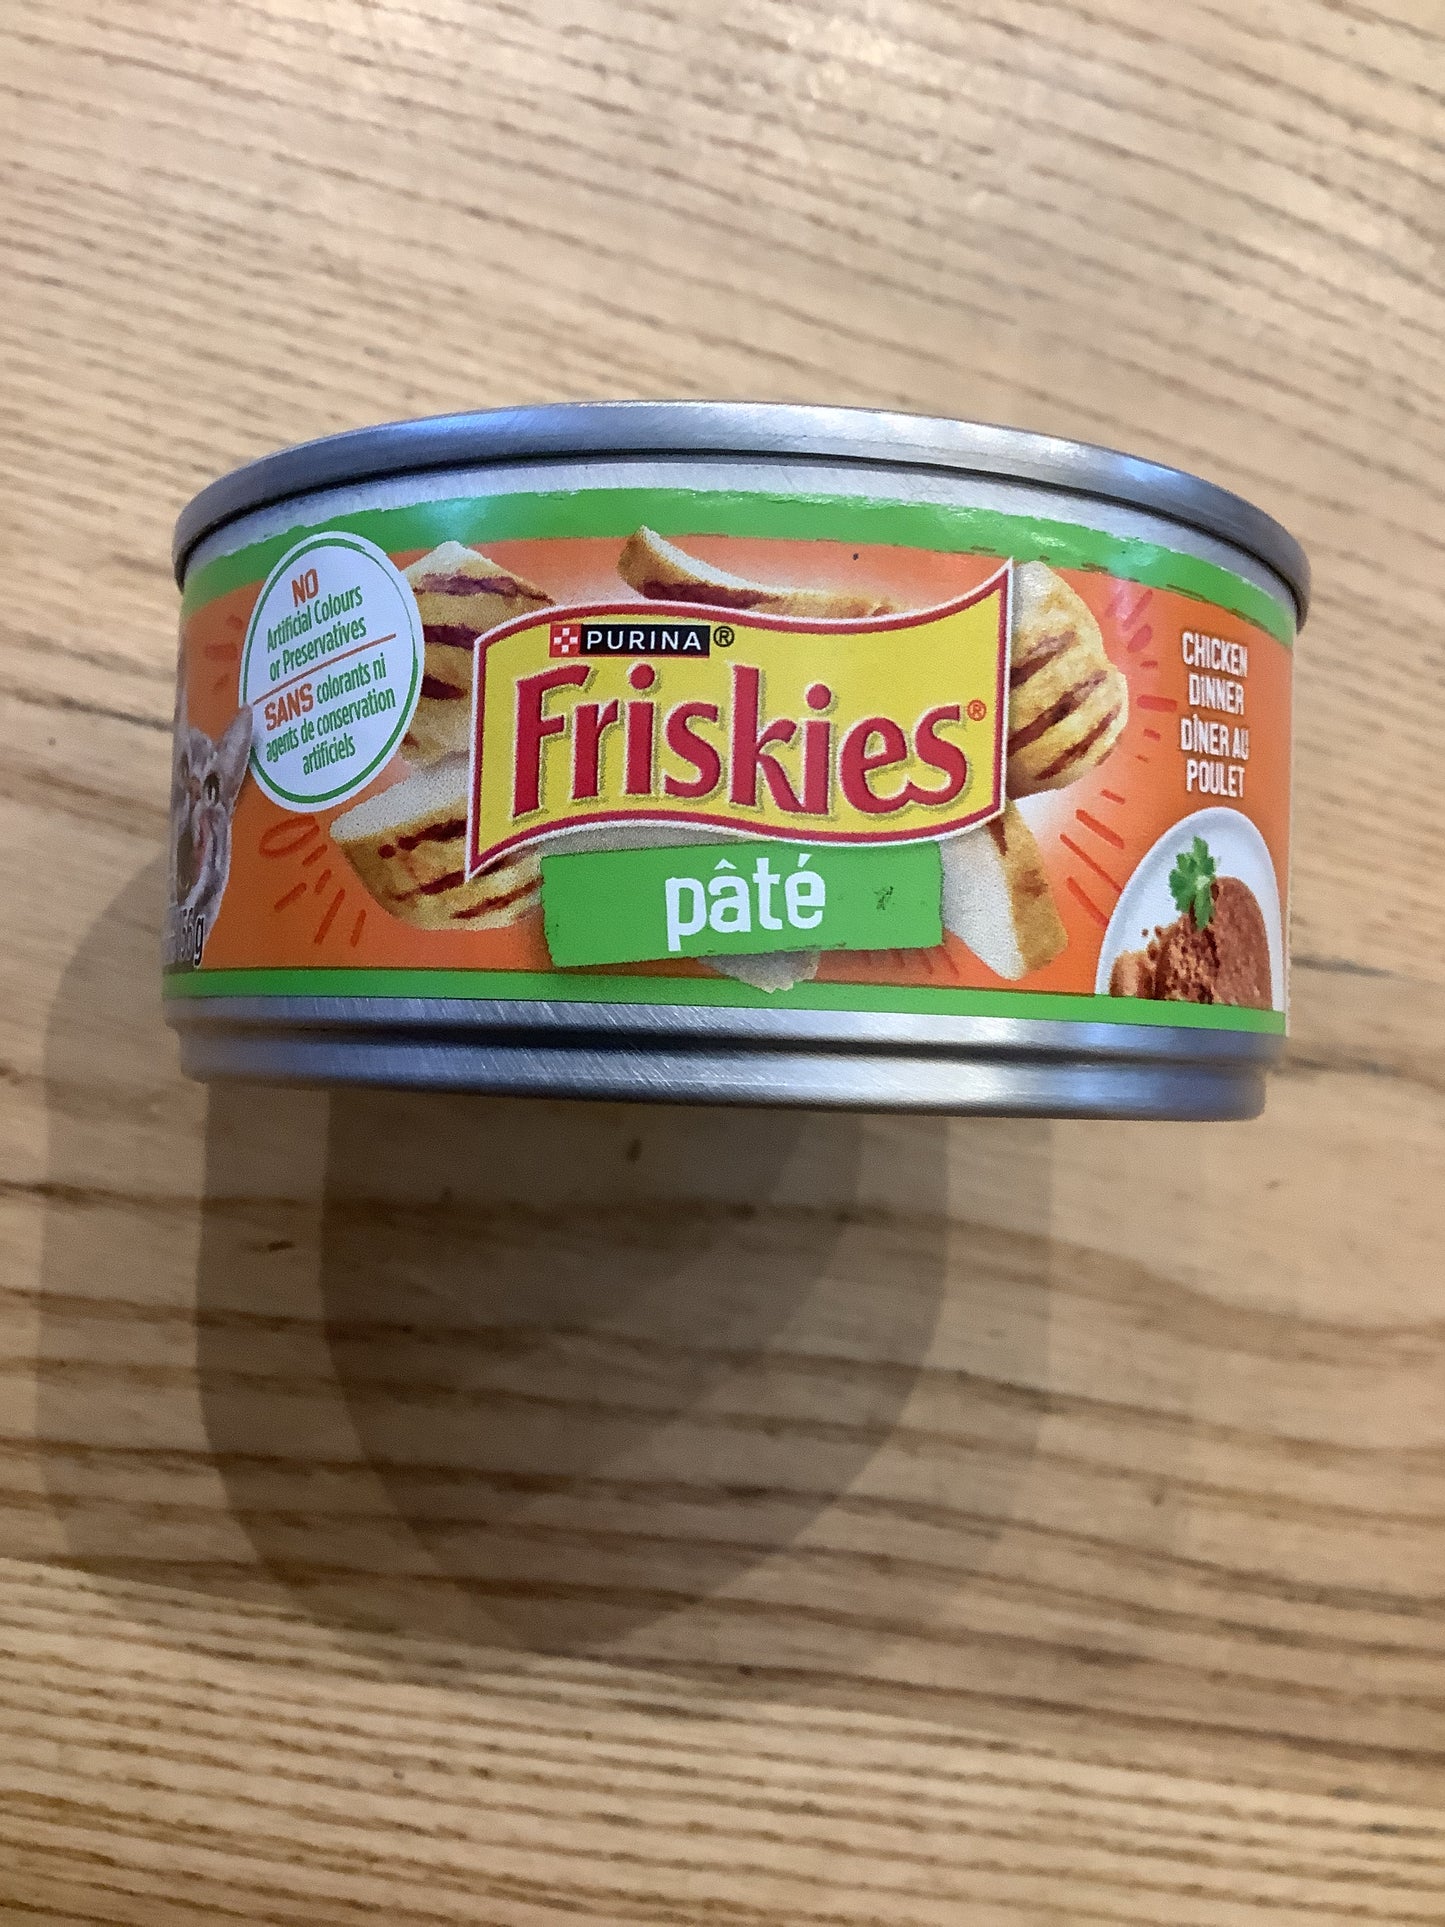 NO
Artificial Colours
or Preservatives
SANS colorants ni
agents de conservation
artificiels
PURINA®
Friskies®
pâté
CHICKEN
DINNER
DÎNER AU
POULET